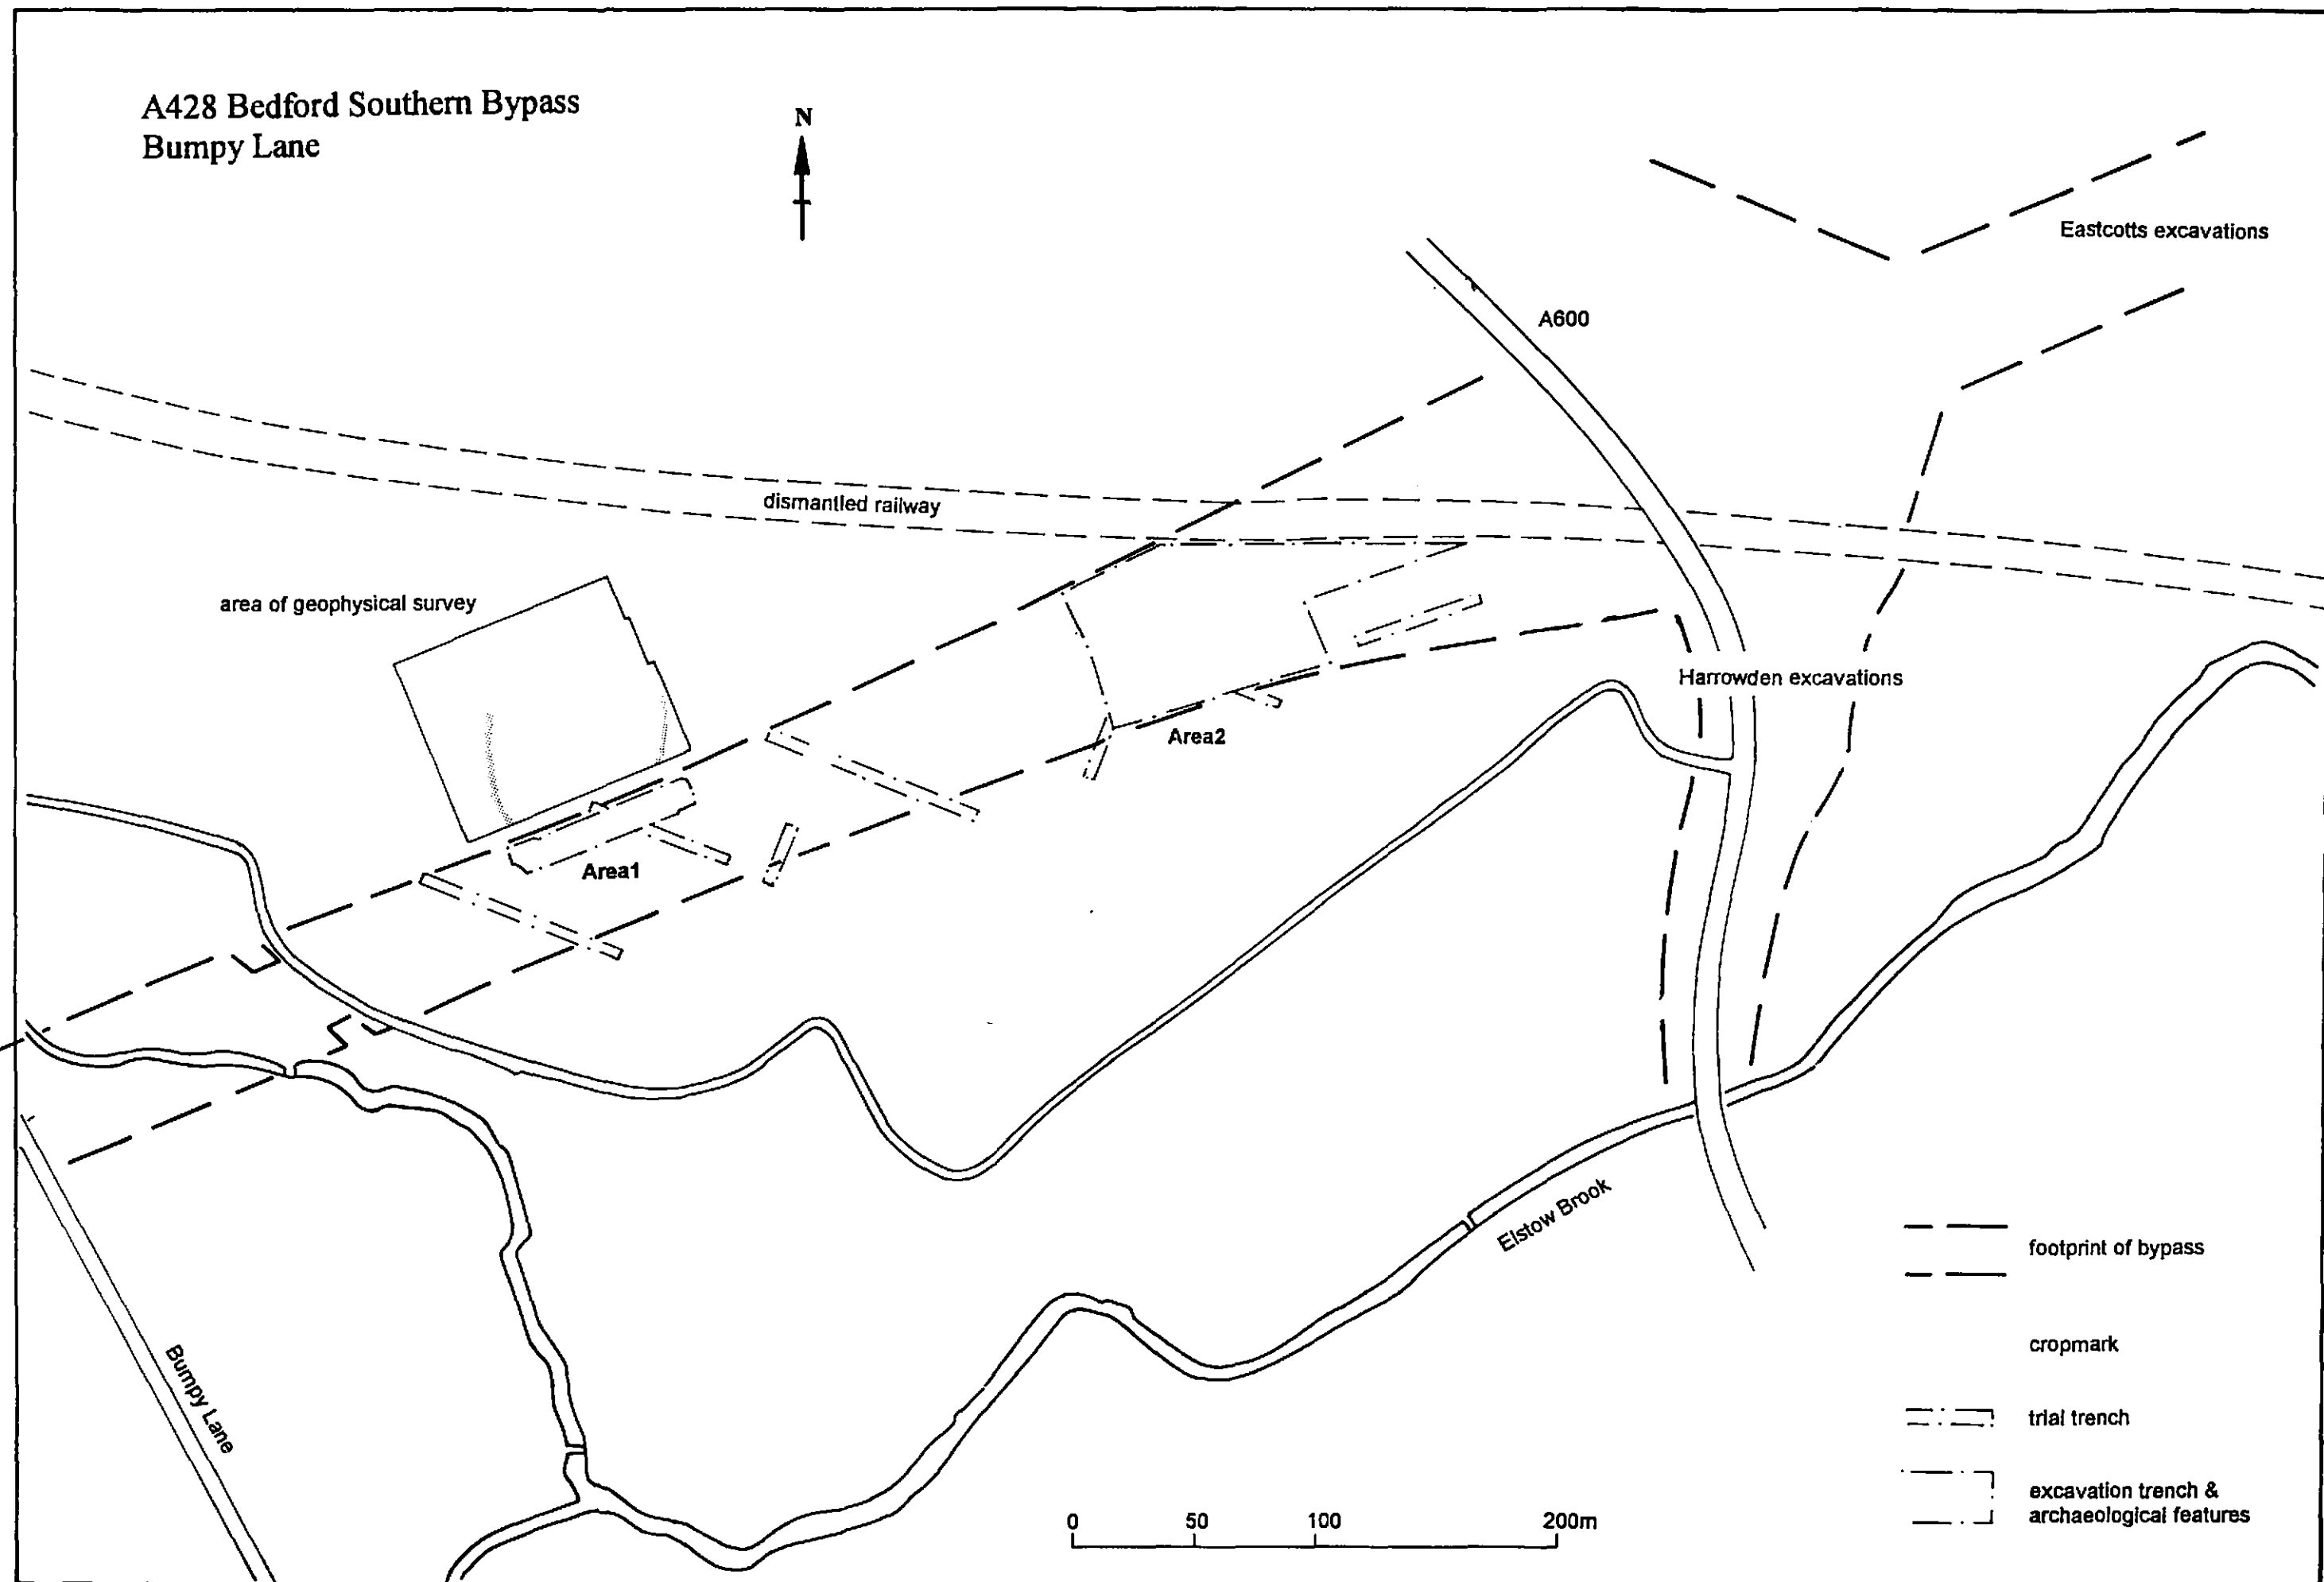 A428 Bedford Southern Bypass
Bumpy Lane
N
Eastcotts excavations
A600
dismantled railway
area of geophysical survey
Harrowden excavations
Area2
Area1
Elstow Brook
Bumpy Lane
footprint of bypass
cropmark
trial trench
excavation trench &
archaeological features
0 50 100 200m